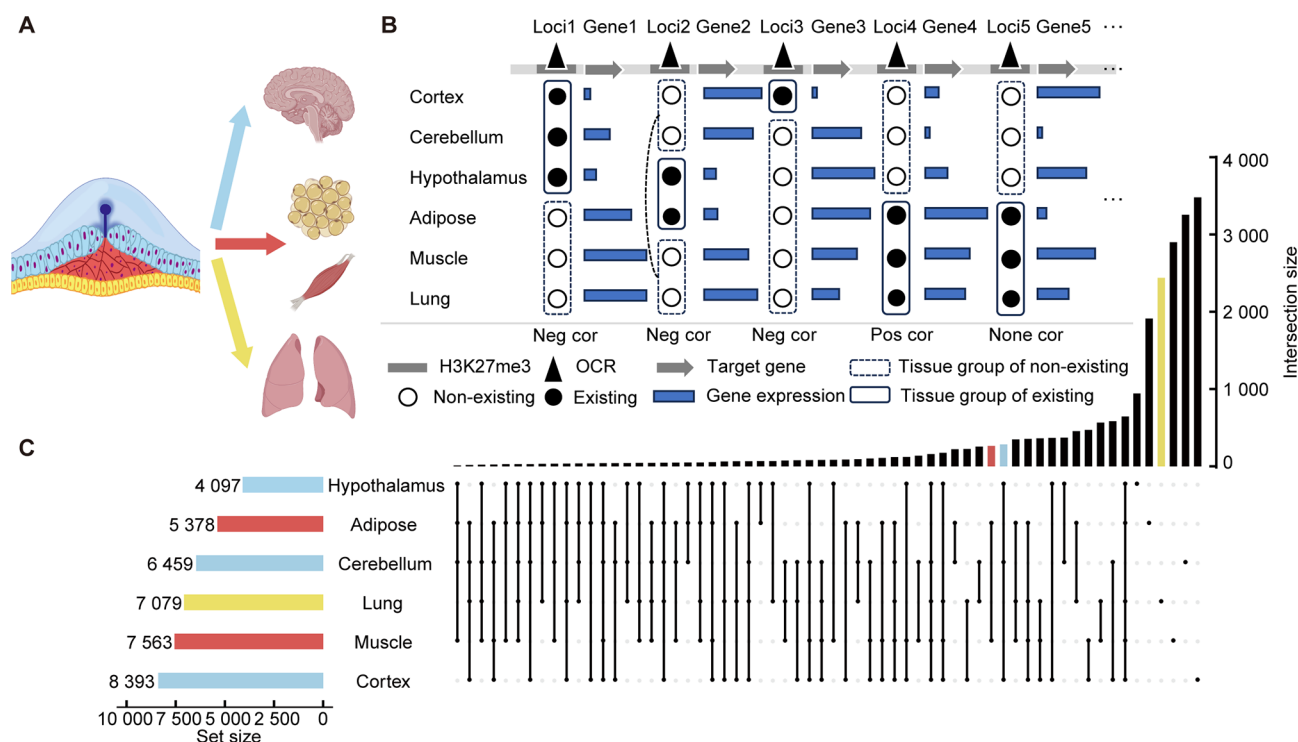 A
B
Loci1 Gene1 Loci2 Gene2 Loci3 Gene3 Loci4 Gene4 Loci5 Gene5 ...
...
Cortex
Cerebellum
Hypothalamus
Adipose
...
Muscle
Lung
Neg cor Neg cor Neg cor Pos cor None cor
H3K27me3 OCR Target gene Tissue group of non-existing
Non-existing Existing Gene expression Tissue group of existing
4 000
3 000
2 000
1 000
0
Intersection size
C
4 097 Hypothalamus
5 378 Adipose
6 459 Cerebellum
7 079 Lung
7 563 Muscle
8 393 Cortex
10 000 7 500 5 000 2 500 0
Set size